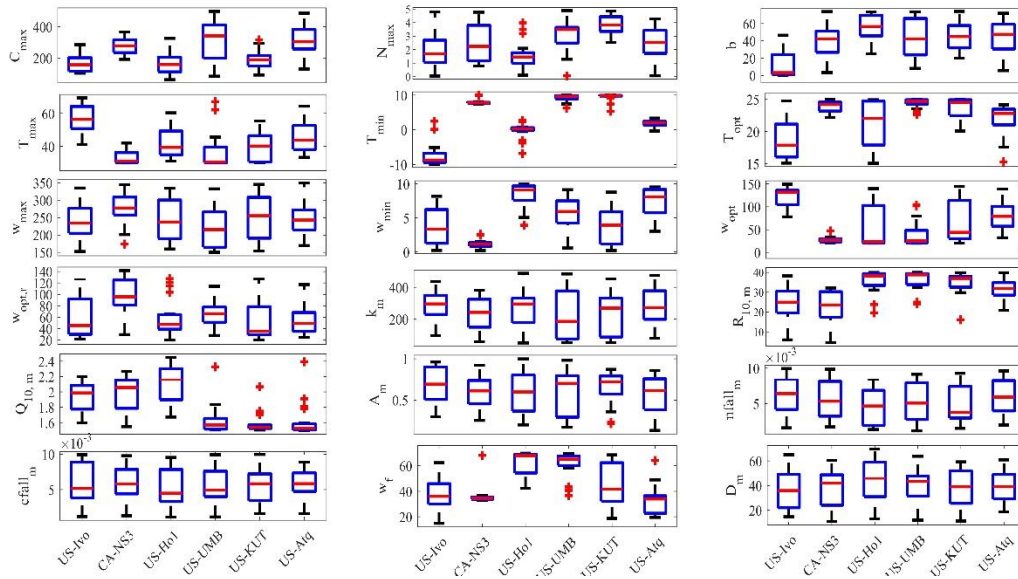 C_max
400
200
N_max
5
4
3
2
1
0
b
80
60
40
20
0
T_max
60
40
T_min
10
0
-10
T_opt
25
20
15
w_max
350
300
250
200
150
w_min
10
5
0
w_opt
150
100
50
0
w_opt,r
140
120
100
80
60
40
20
k_m
400
200
R_10, m
40
30
20
10
Q_10, m
2.4
2.2
2
1.8
1.6
A_m
1
0.5
nfall_m
×10^-3
10
5
0
cfall_m
×10^-3
10
5
w_f
60
40
20
D_m
60
40
20
US-Ivo
CA-NS3
US-Ho1
US-UMB
US-KUT
US-Atq
US-Ivo
CA-NS3
US-Ho1
US-UMB
US-KUT
US-Atq
US-Ivo
CA-NS3
US-Ho1
US-UMB
US-KUT
US-Atq